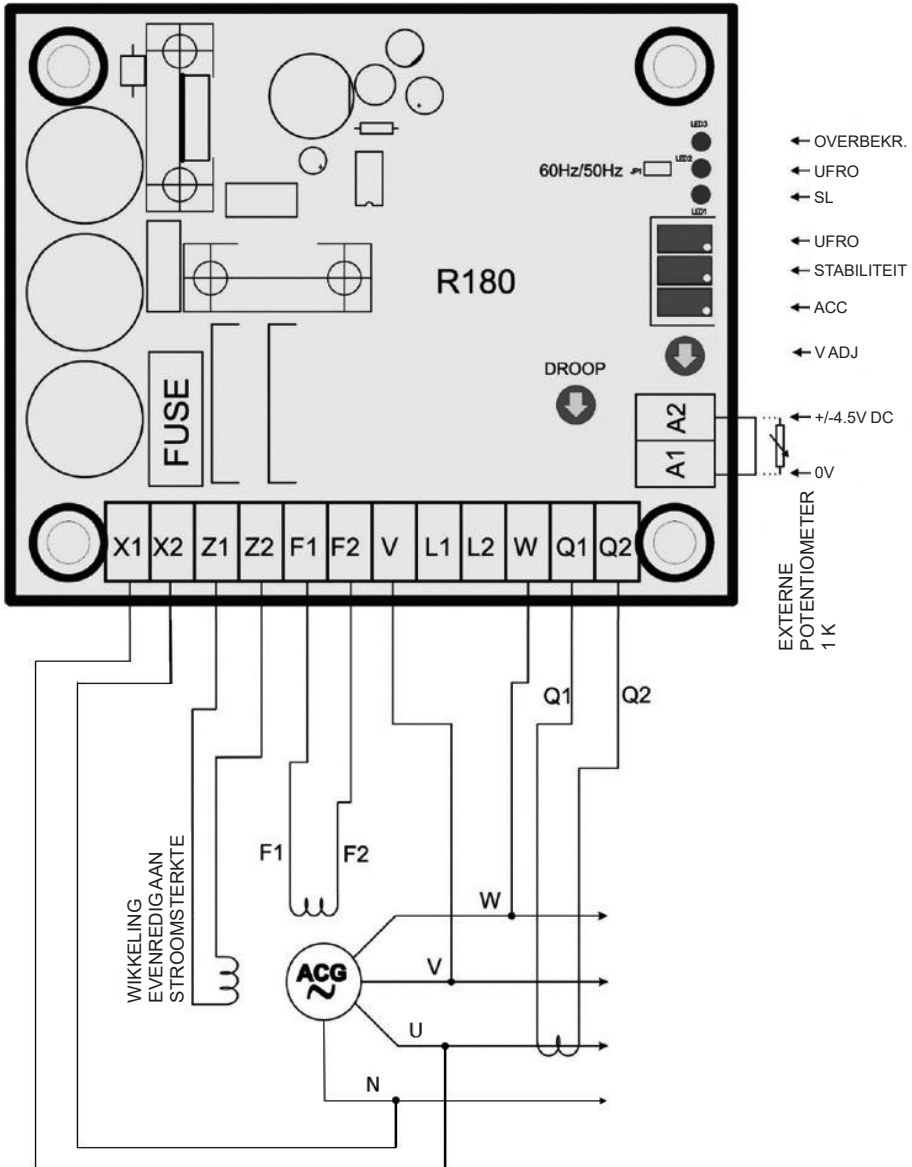 LED3
OVERBEKR.
60Hz/50Hz JP1 LED2
UFRO
SL
LED1
UFRO
R180
STABILITEIT
ACC
V ADJ
DROOP
FUSE
A2
+/-4.5V DC
A1
0V
X1 X2 Z1 Z2 F1 F2 V L1 L2 W Q1 Q2
EXTERNE
POTENTIOMETER
1 K
Q1 Q2
WIKKELING
EVENREDIGAAN
STROOMSTERKTE
F1 F2
W
ACG
V
U
N